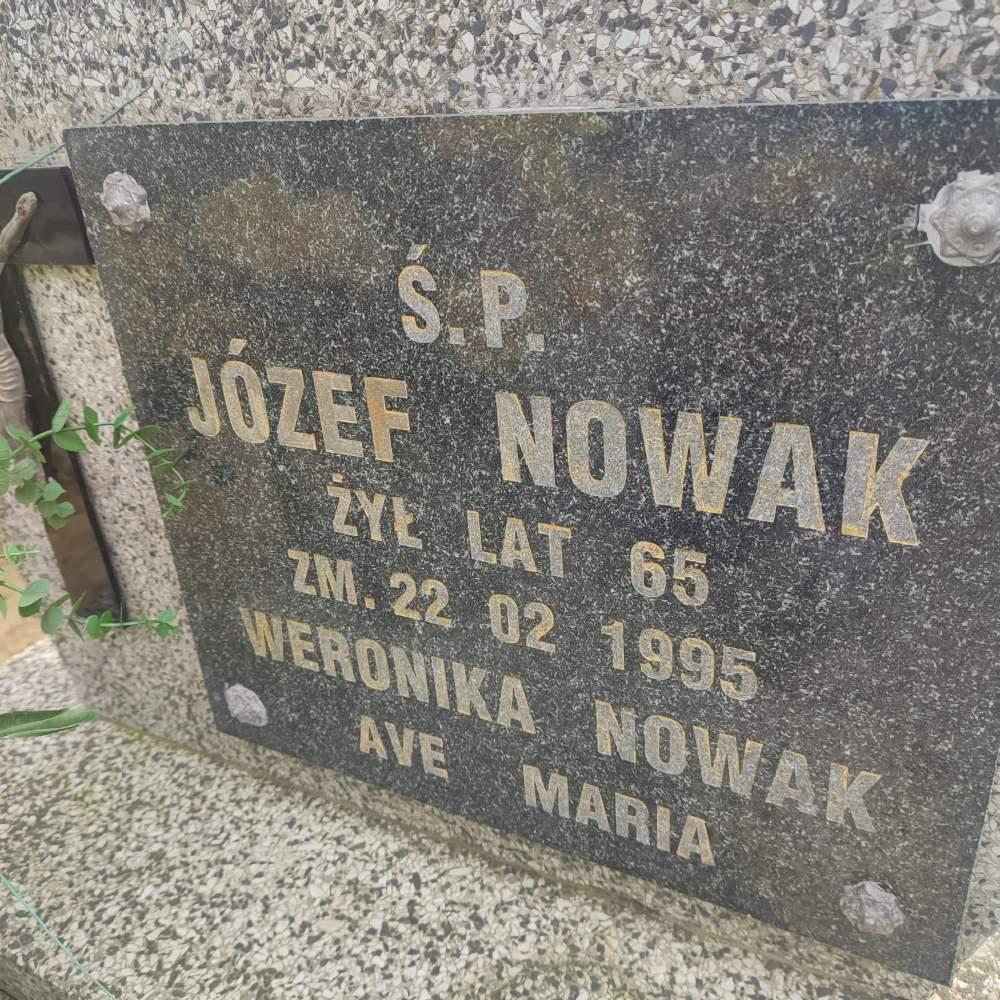 Ś.P.
JÓZEF NOWAK
ŻYŁ LAT 65
ZM. 22 02 1995
WERONIKA NOWAK
AVE MARIA